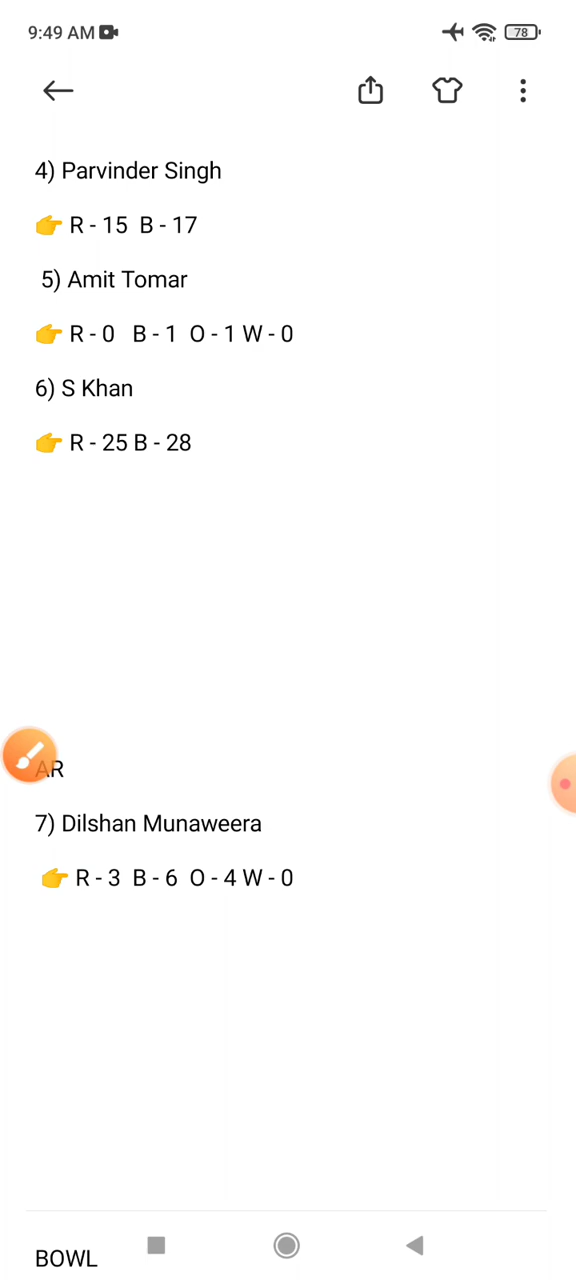 9:49 AM
78
4) Parvinder Singh
👉 R - 15 B - 17
5) Amit Tomar
👉 R - 0 B - 1 O - 1 W - 0
6) S Khan
👉 R - 25 B - 28
AR
7) Dilshan Munaweera
👉 R - 3 B - 6 O - 4 W - 0
BOWL